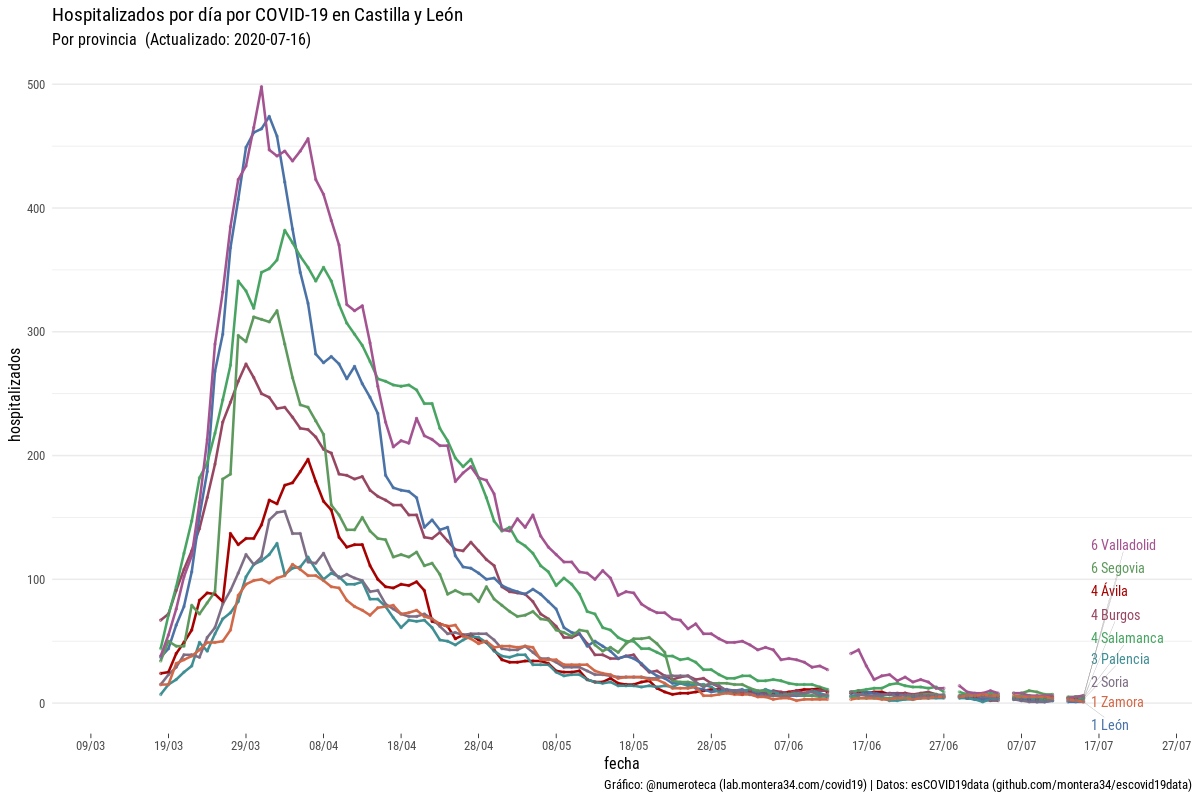 Hospitalizados por día por COVID-19 en Castilla y León
Por provincia (Actualizado: 2020-07-16)
hospitalizados
500
400
300
200
100
0
6 Valladolid
6 Segovia
4 Ávila
4 Burgos
4 Salamanca
3 Palencia
2 Soria
1 Zamora
1 León
09/03 19/03 29/03 08/04 18/04 28/04 08/05 18/05 28/05 07/06 17/06 27/06 07/07 17/07 27/07
fecha
Gráfico: @numeroteca (lab.montera34.com/covid19) | Datos: esCOVID19data (github.com/montera34/escovid19data)